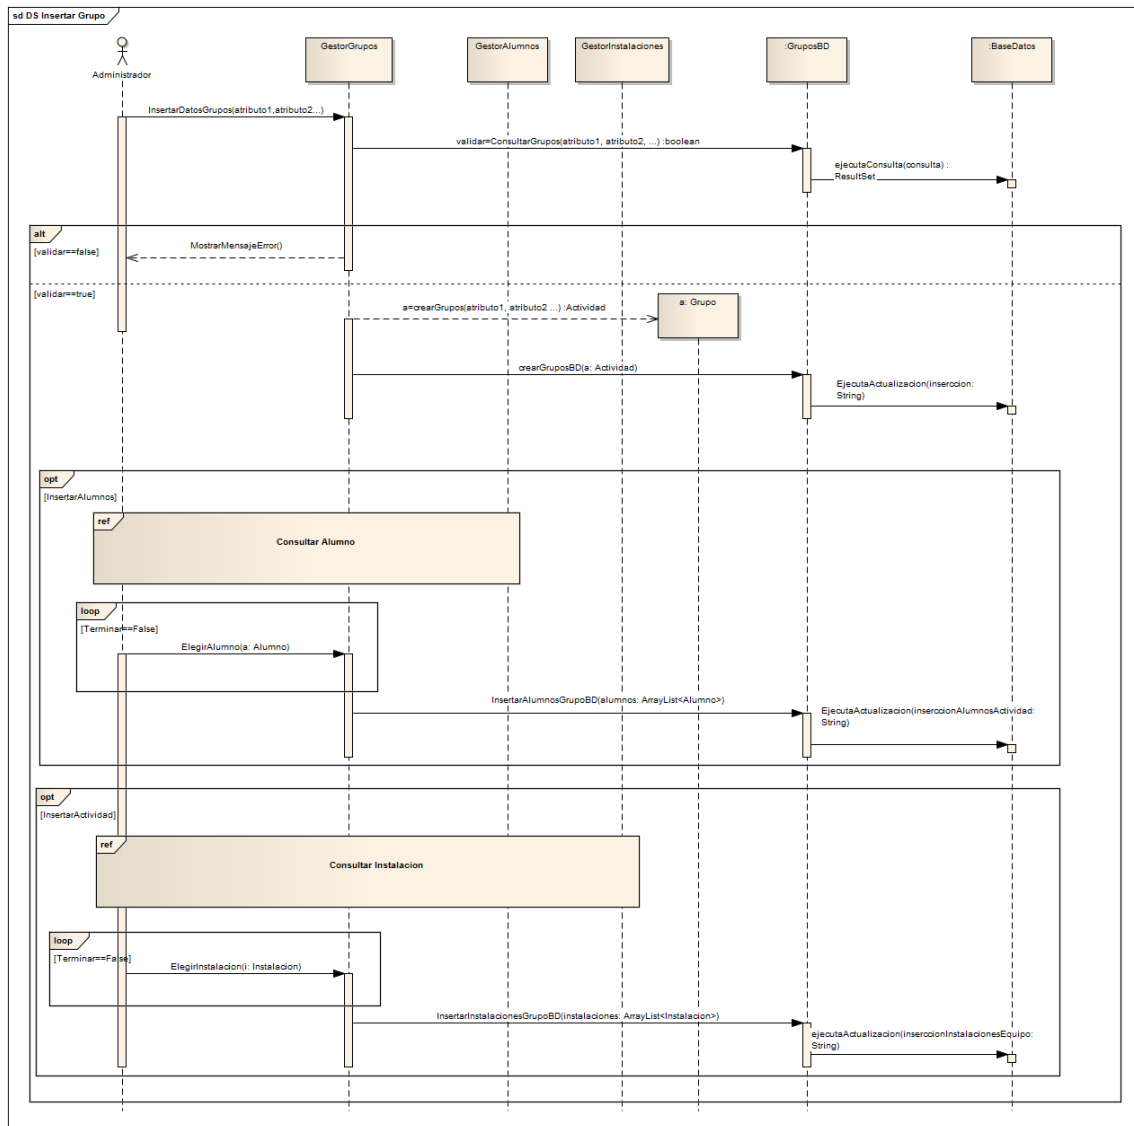 sd DS Insertar Grupo
Administrador
GestorGrupos
GestorAlumnos
GestorInstalaciones
:GruposBD
:BaseDatos
InsertarDatosGrupos(atributo1,atributo2...)
validar=ConsultarGrupos(atributo1, atributo2, ...) :boolean
ejecutaConsulta(consulta) :
ResultSet
alt
[validar==false]
MostrarMensajeError()
[validar==true]
a: Grupo
a=crearGrupos(atributo1, atributo2 ...) :Actividad
crearGruposBD(a: Actividad)
EjecutaActualizacion(inserccion:
String)
opt
[InsertarAlumnos]
ref
Consultar Alumno
loop
[Terminar==False]
ElegirAlumno(a: Alumno)
InsertarAlumnosGrupoBD(alumnos: ArrayList<Alumno>)
EjecutaActualizacion(inserccionAlumnosActividad:
String)
opt
[InsertarActividad]
ref
Consultar Instalacion
loop
[Terminar==False]
ElegirInstalacion(i: Instalacion)
InsertarInstalacionesGrupoBD(instalaciones: ArrayList<Instalacion>)
ejecutaActualizacion(inserccionInstalacionesEquipo:
String)